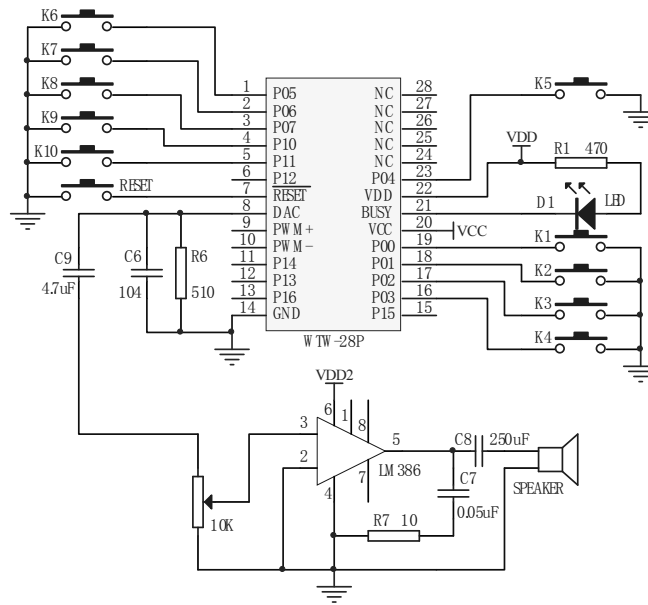 K6
K7
K8
K9
K10
RESET
1 P05 NC 28
2 P06 NC 27
3 P07 NC 26
4 P10 NC 25
5 P11 NC 24
6 P12 P04 23
7 RESET VDD 22
8 DAC BUSY 21
9 PWM+ VCC 20
10 PWM- P00 19
11 P14 P01 18
12 P13 P02 17
13 P16 P03 16
14 GND P15 15
WTW-28P
K5
VDD
R1 470
D1 LED
VCC
K1
K2
K3
K4
C9
4.7uF
C6
104
R6
510
VDD2
6
1
8
3
2
5
7
4
LM386
C8 250uF
C7
0.05uF
SPEAKER
R7 10
10K